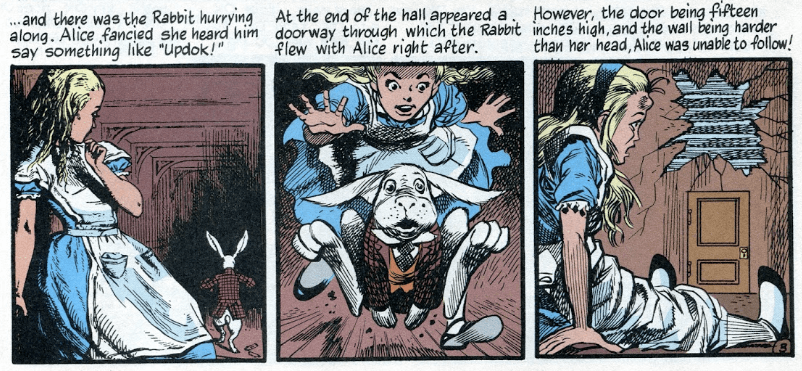 ...and there was the Rabbit hurrying
along. Alice fancied she heard him
say something like "Updok!"
At the end of the hall appeared a
doorway through which the Rabbit
flew with Alice right after.
However, the door being fifteen
inches high, and the wall being harder
than her head, Alice was unable to follow!
3